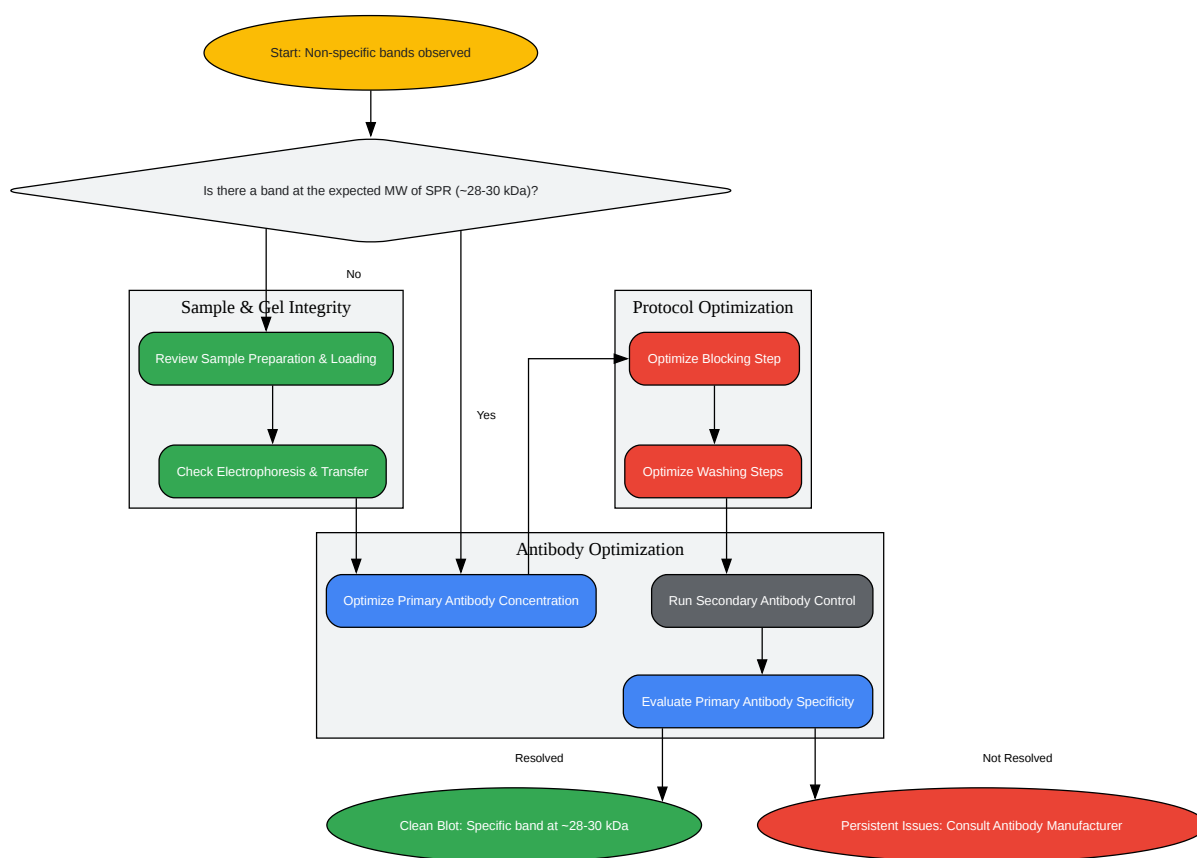 Start: Non-specific bands observed
Is there a band at the expected MW of SPR (~28-30 kDa)?
No
Sample & Gel Integrity
Protocol Optimization
Review Sample Preparation & Loading
Optimize Blocking Step
Yes
Check Electrophoresis & Transfer
Optimize Washing Steps
Antibody Optimization
Optimize Primary Antibody Concentration
Run Secondary Antibody Control
Evaluate Primary Antibody Specificity
Resolved
Not Resolved
Clean Blot: Specific band at ~28-30 kDa
Persistent Issues: Consult Antibody Manufacturer